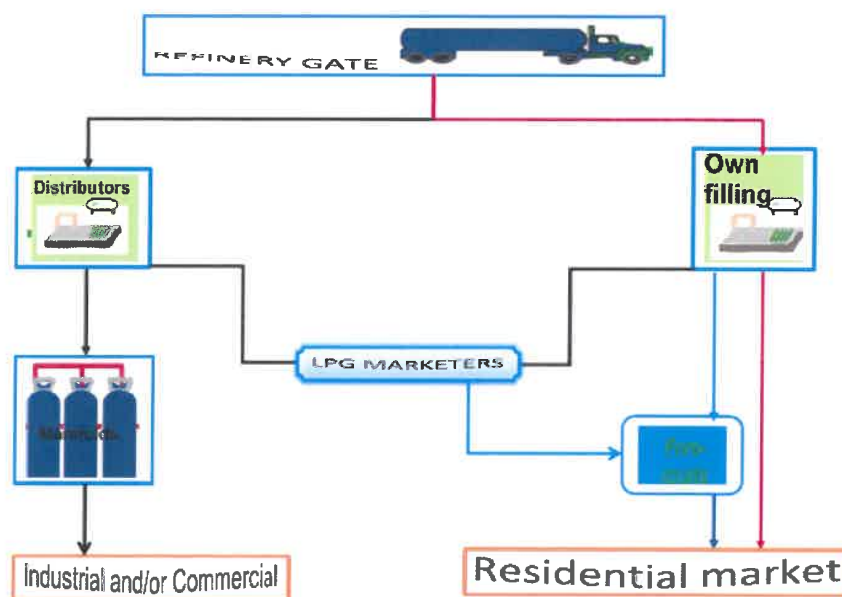 REFINERY GATE
Distributors
Own
filling
LPG MARKETERS
Industrial and/or Commercial
Residential market